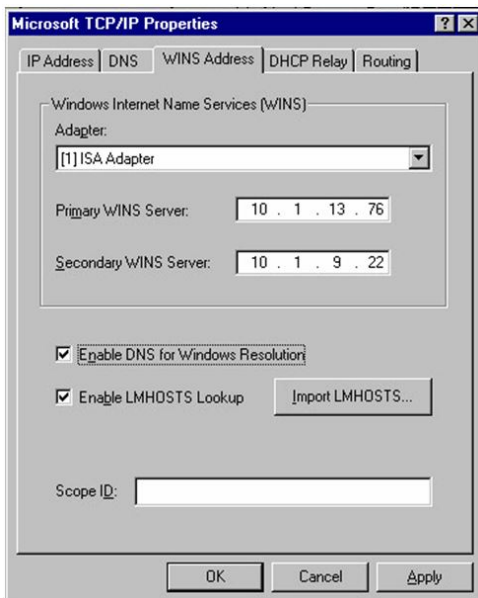 Microsoft TCP/IP Properties
IP Address DNS WINS Address DHCP Relay Routing
Windows Internet Name Services (WINS)
Adapter:
[1] ISA Adapter
Primary WINS Server: 10 . 1 . 13 . 76
Secondary WINS Server: 10 . 1 . 9 . 22
Enable DNS for Windows Resolution
Enable LMHOSTS Lookup Import LMHOSTS...
Scope ID:
OK Cancel Apply